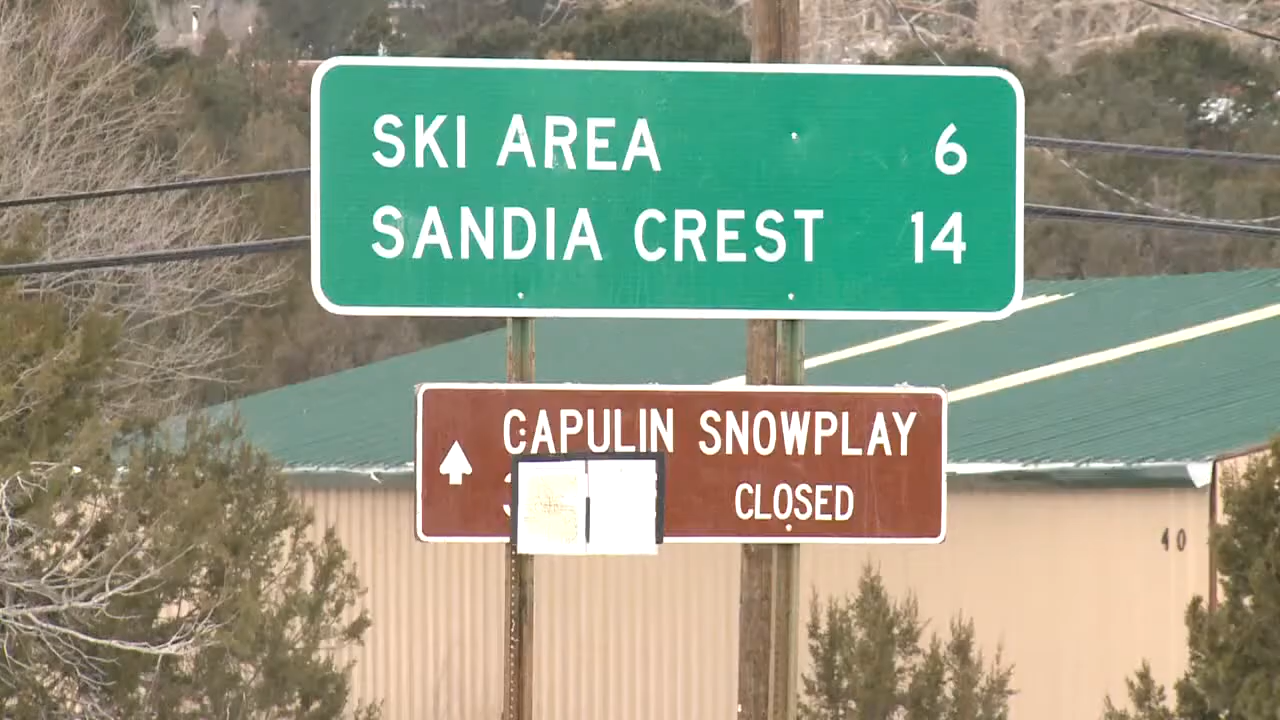 SKI AREA 6
SANDIA CREST 14
CAPULIN SNOWPLAY
CLOSED
40